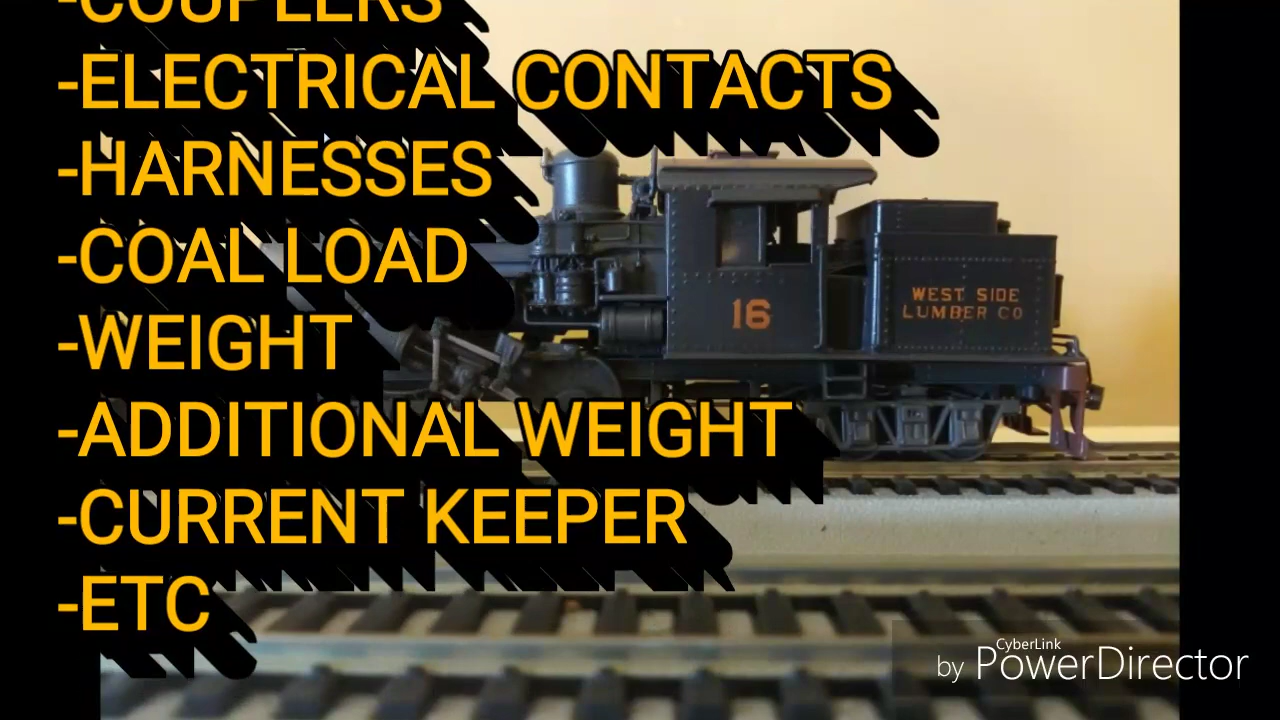 -COUPLERS
-ELECTRICAL CONTACTS
-HARNESSES
-COAL LOAD
-WEIGHT
-ADDITIONAL WEIGHT
-CURRENT KEEPER
-ETC
16
WEST SIDE
LUMBER CO
CyberLink
by PowerDirector